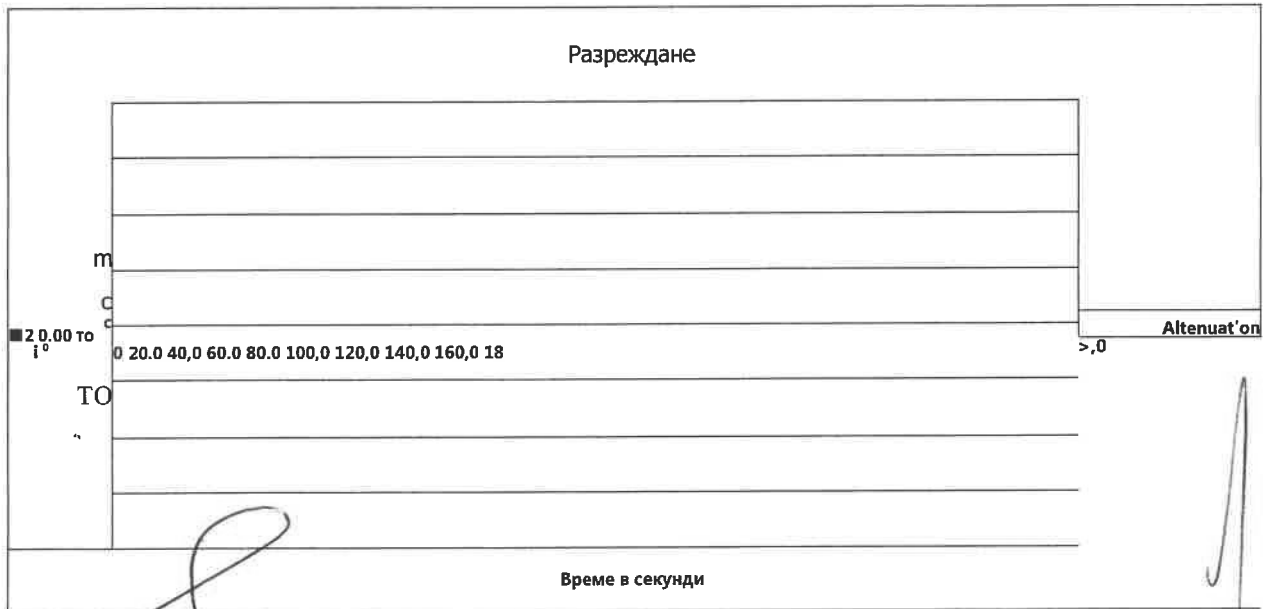 Разреждане
m
c
c
■2 0.00 то
i °
Altenuat'on
0 20.0 40,0 60.0 80.0 100,0 120,0 140,0 160,0 18
>,0
ТО
Време в секунди